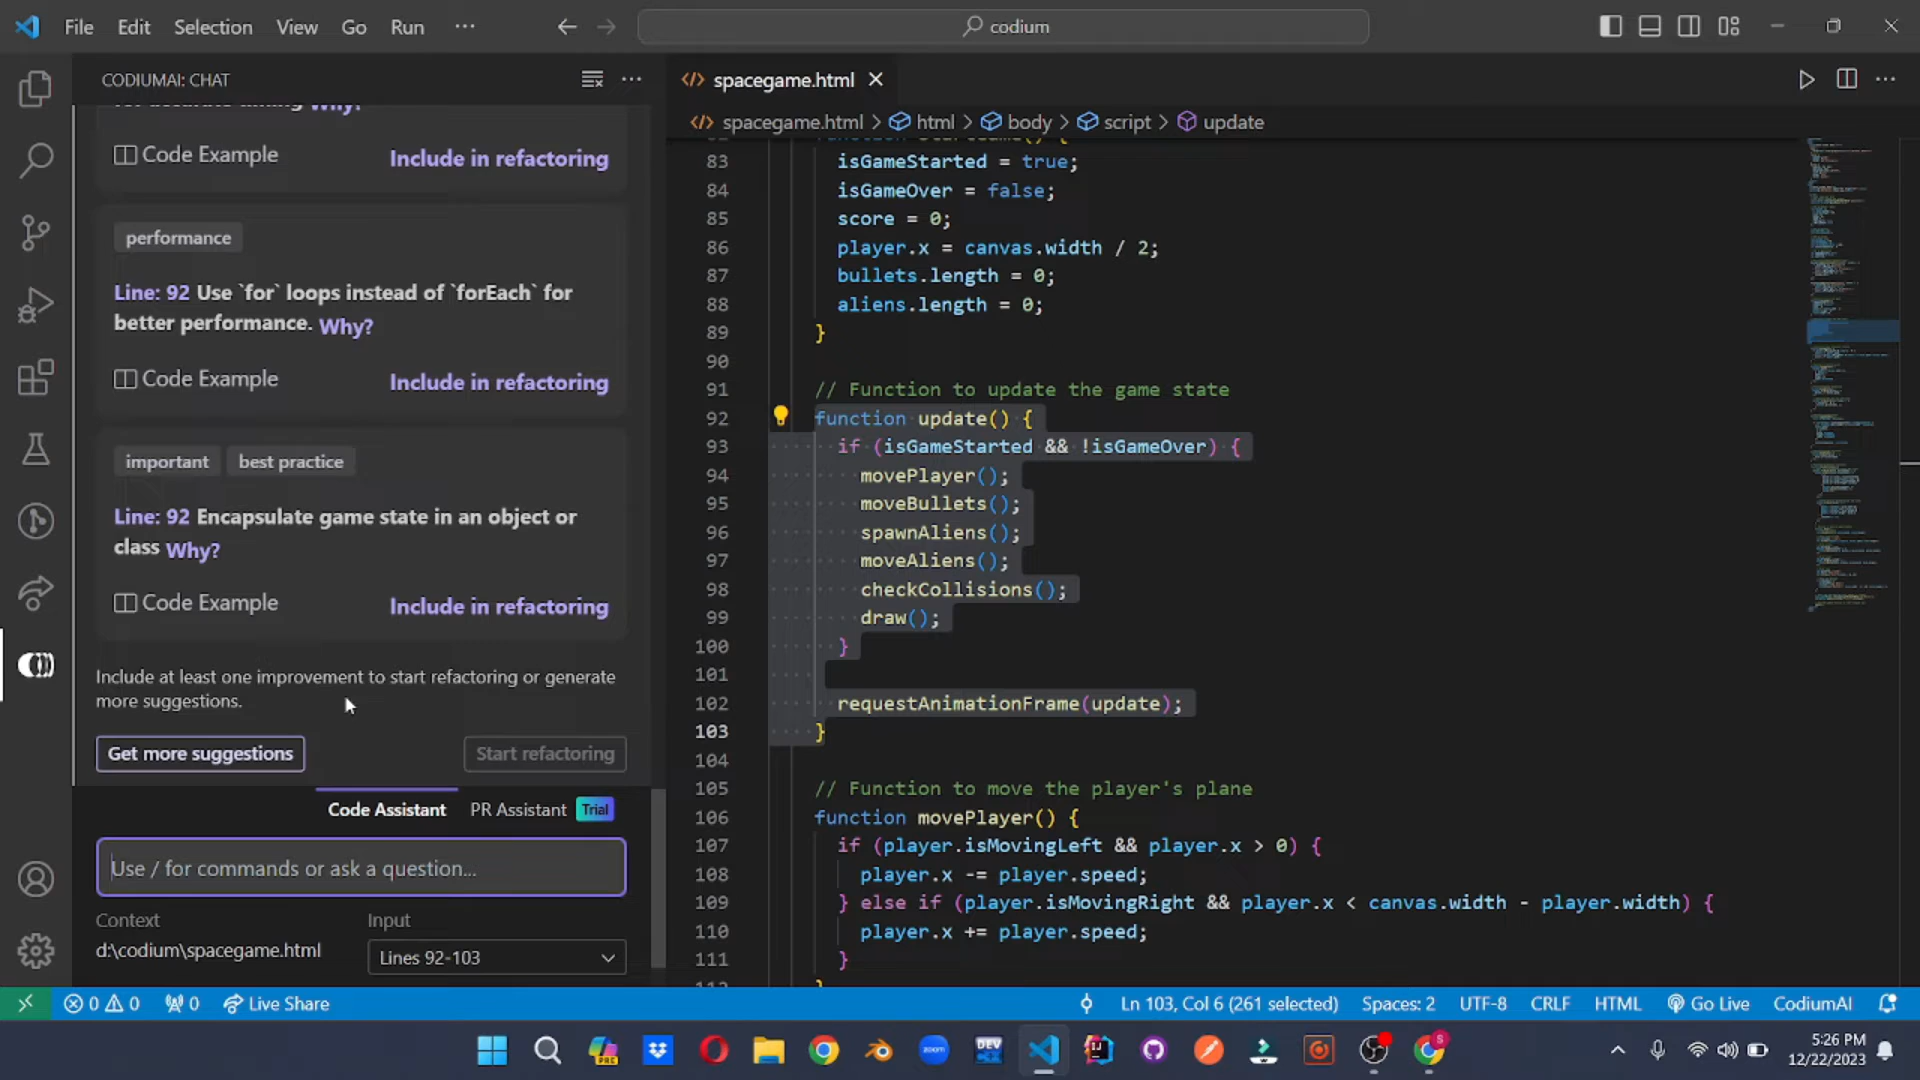 File Edit Selection View Go Run ···
codium
CODIUMAI: CHAT
Why?
Code Example Include in refactoring
performance
Line: 92 Use `for` loops instead of `forEach` for
better performance. Why?
Code Example Include in refactoring
important best practice
Line: 92 Encapsulate game state in an object or
class Why?
Code Example Include in refactoring
Include at least one improvement to start refactoring or generate
more suggestions.
Get more suggestions Start refactoring
Code Assistant PR Assistant Trial
Use / for commands or ask a question...
Context Input
d:\codium\spacegame.html Lines 92-103
spacegame.html
spacegame.html > html > body > script > update
83 isGameStarted = true;
84 isGameOver = false;
85 score = 0;
86 player.x = canvas.width / 2;
87 bullets.length = 0;
88 aliens.length = 0;
89 }
90
91 // Function to update the game state
92 function update() {
93 if (isGameStarted && !isGameOver) {
94 movePlayer();
95 moveBullets();
96 spawnAliens();
97 moveAliens();
98 checkCollisions();
99 draw();
100 }
101
102 requestAnimationFrame(update);
103 }
104
105 // Function to move the player's plane
106 function movePlayer() {
107 if (player.isMovingLeft && player.x > 0) {
108 player.x -= player.speed;
109 } else if (player.isMovingRight && player.x < canvas.width - player.width) {
110 player.x += player.speed;
111 }
0 0 0 Live Share Ln 103, Col 6 (261 selected) Spaces: 2 UTF-8 CRLF HTML Go Live CodiumAI
PRE zoom DEV S
5:26 PM
12/22/2023